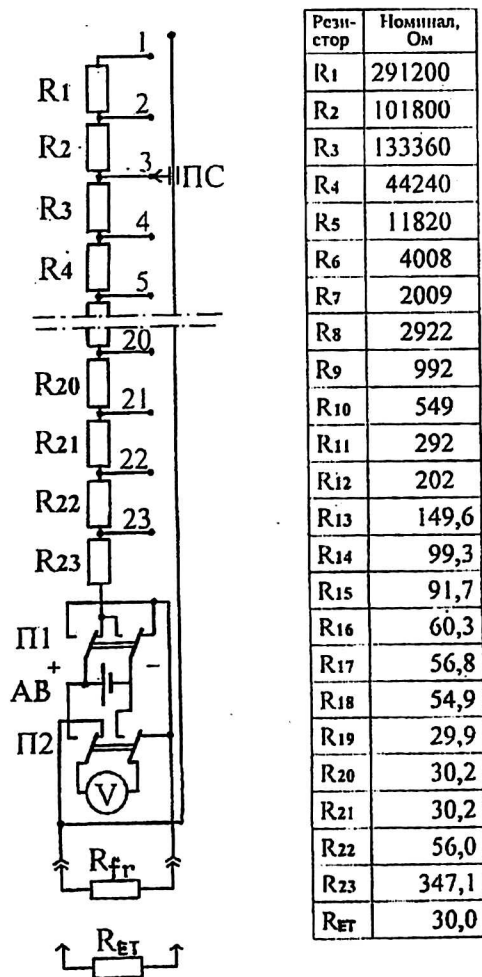 1
R1
2
R2
3
ПС
R3
4
R4
5
20
R20
21
R21
22
R22
23
R23
П1
+
−
АВ
П2
V
Rfr
RET
Рези-
стор
Номинал,
Ом
R1 291200
R2 101800
R3 133360
R4 44240
R5 11820
R6 4008
R7 2009
R8 2922
R9 992
R10 549
R11 292
R12 202
R13 149,6
R14 99,3
R15 91,7
R16 60,3
R17 56,8
R18 54,9
R19 29,9
R20 30,2
R21 30,2
R22 56,0
R23 347,1
RET 30,0